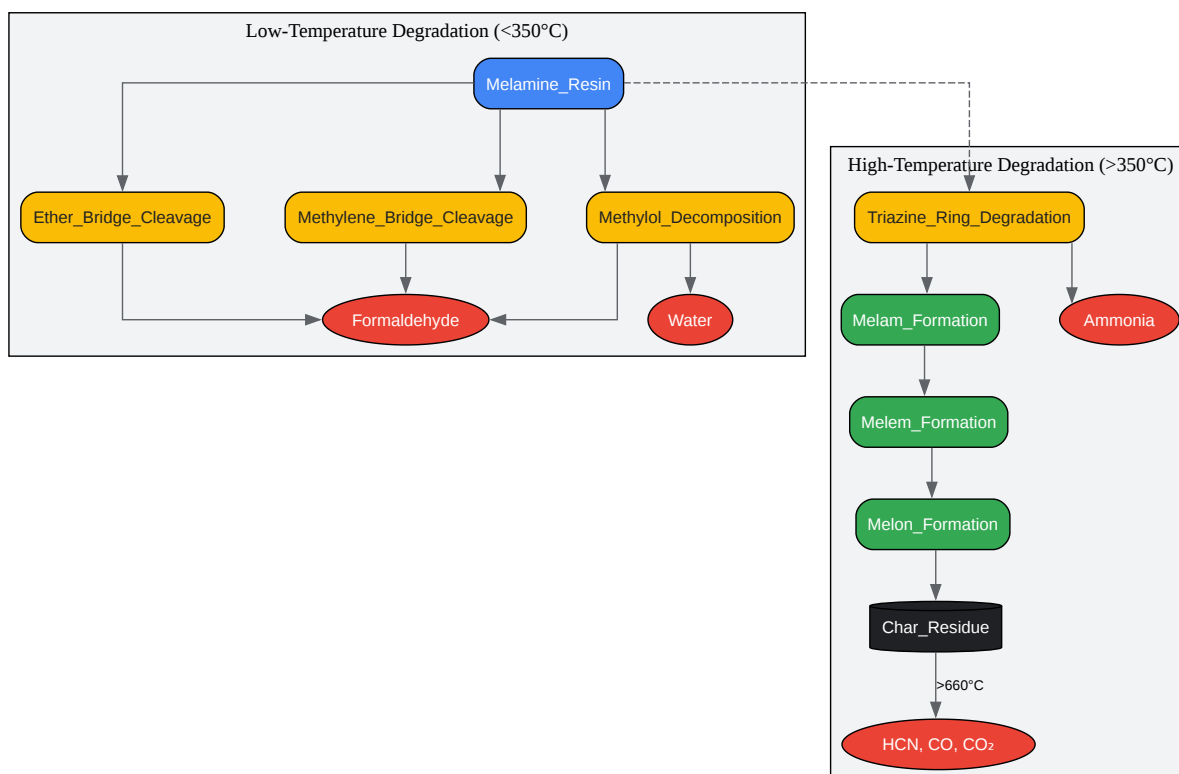 Low-Temperature Degradation (<350°C)
Melamine_Resin
High-Temperature Degradation (>350°C)
Ether_Bridge_Cleavage
Methylene_Bridge_Cleavage
Methylol_Decomposition
Triazine_Ring_Degradation
Formaldehyde
Water
Melam_Formation
Ammonia
Melem_Formation
Melon_Formation
Char_Residue
>660°C
HCN, CO, CO₂